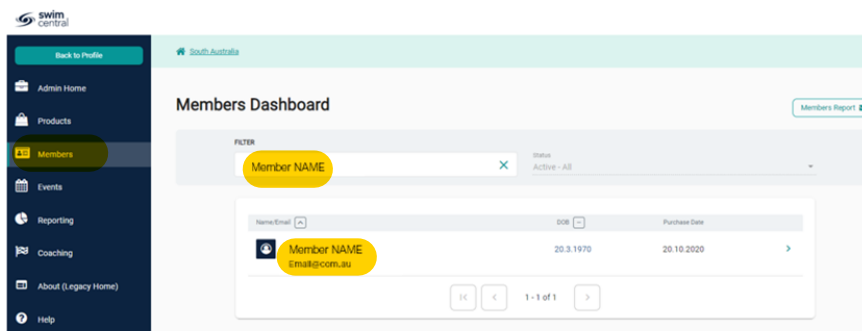 swim
central
Back to Profile
South Australia
Admin Home
Members Dashboard
Members Report
Products
FILTER
Members
Member NAME
Status
Active - All
Events
Reporting
Name/Email
DOB
Purchase Date
Coaching
Member NAME
20.3.1970
20.10.2020
Email@com.au
About (Legacy Home)
1 - 1 of 1
Help